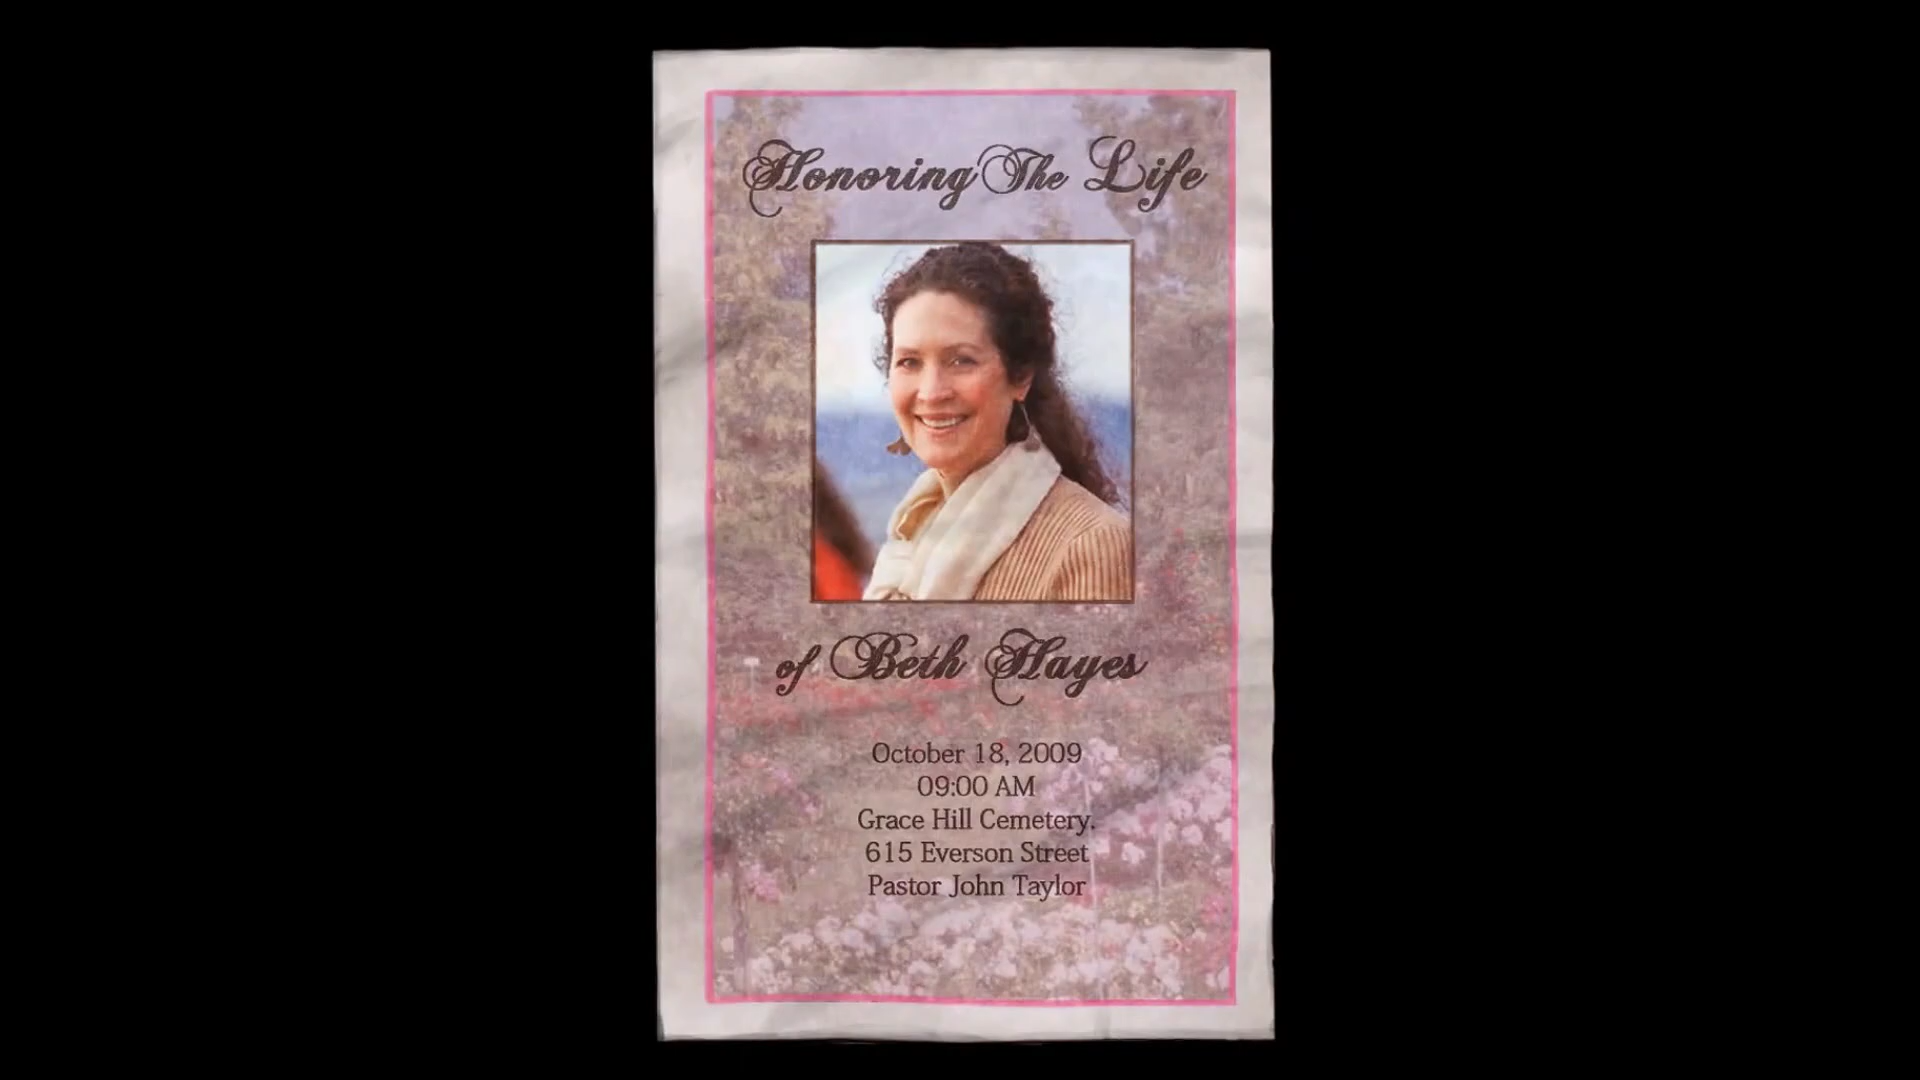 Honoring The Life
of Beth Hayes
October 18, 2009
09:00 AM
Grace Hill Cemetery.
615 Everson Street
Pastor John Taylor